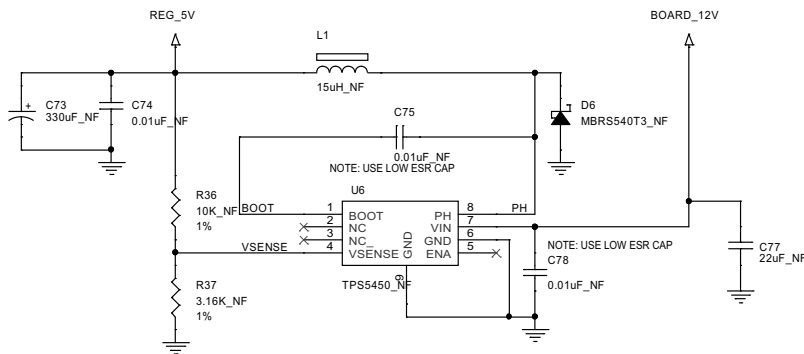 REG_5V
BOARD_12V
L1
15uH_NF
C73
330uF_NF
C74
0.01uF_NF
C75
0.01uF_NF
NOTE: USE LOW ESR CAP
D6
MBRS540T3_NF
R36
10K_NF
1%
BOOT
VSENSE
U6
1
2
3
4
BOOT
NC
NC_
VSENSE
GND
9
PH
VIN
GND
ENA
8
7
6
5
PH
TPS5450_NF
NOTE: USE LOW ESR CAP
C78
0.01uF_NF
C77
22uF_NF
R37
3.16K_NF
1%